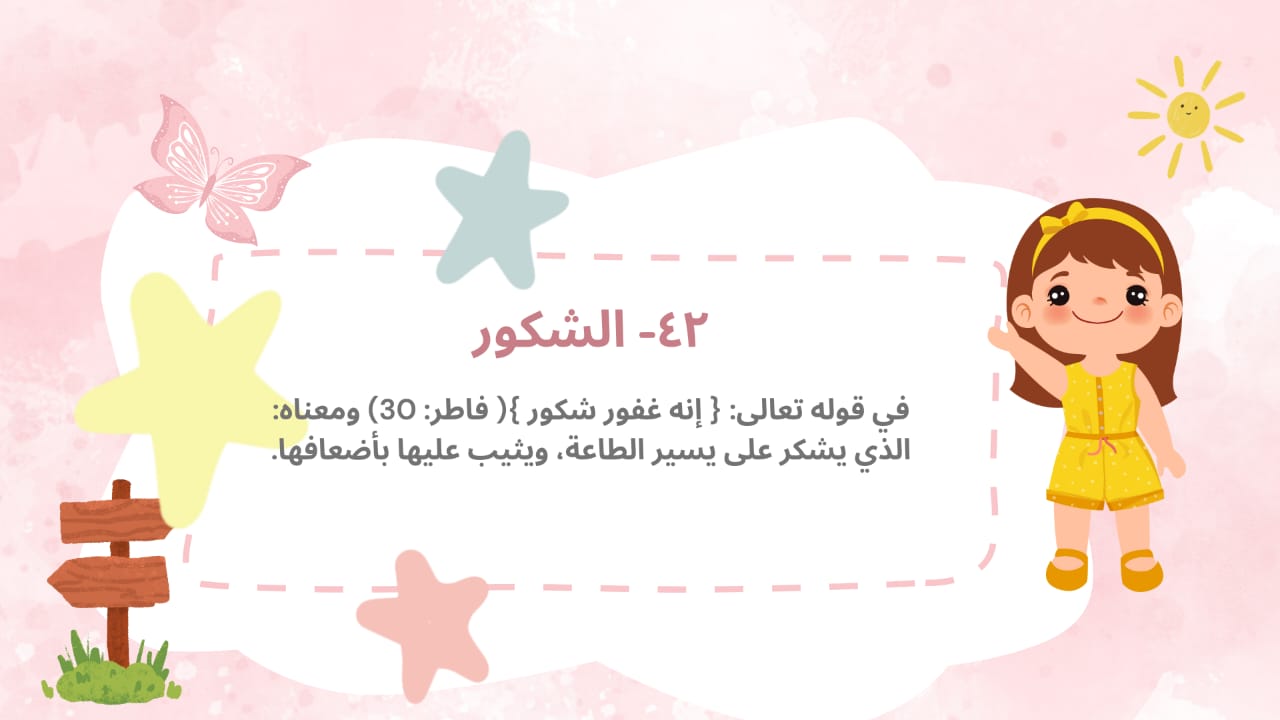 ٤٢- الشكور
في قوله تعالى: { إنه غفور شكور }( فاطر: 30) ومعناه:
الذي يشكر على يسير الطاعة، ويثيب عليها بأضعافها.